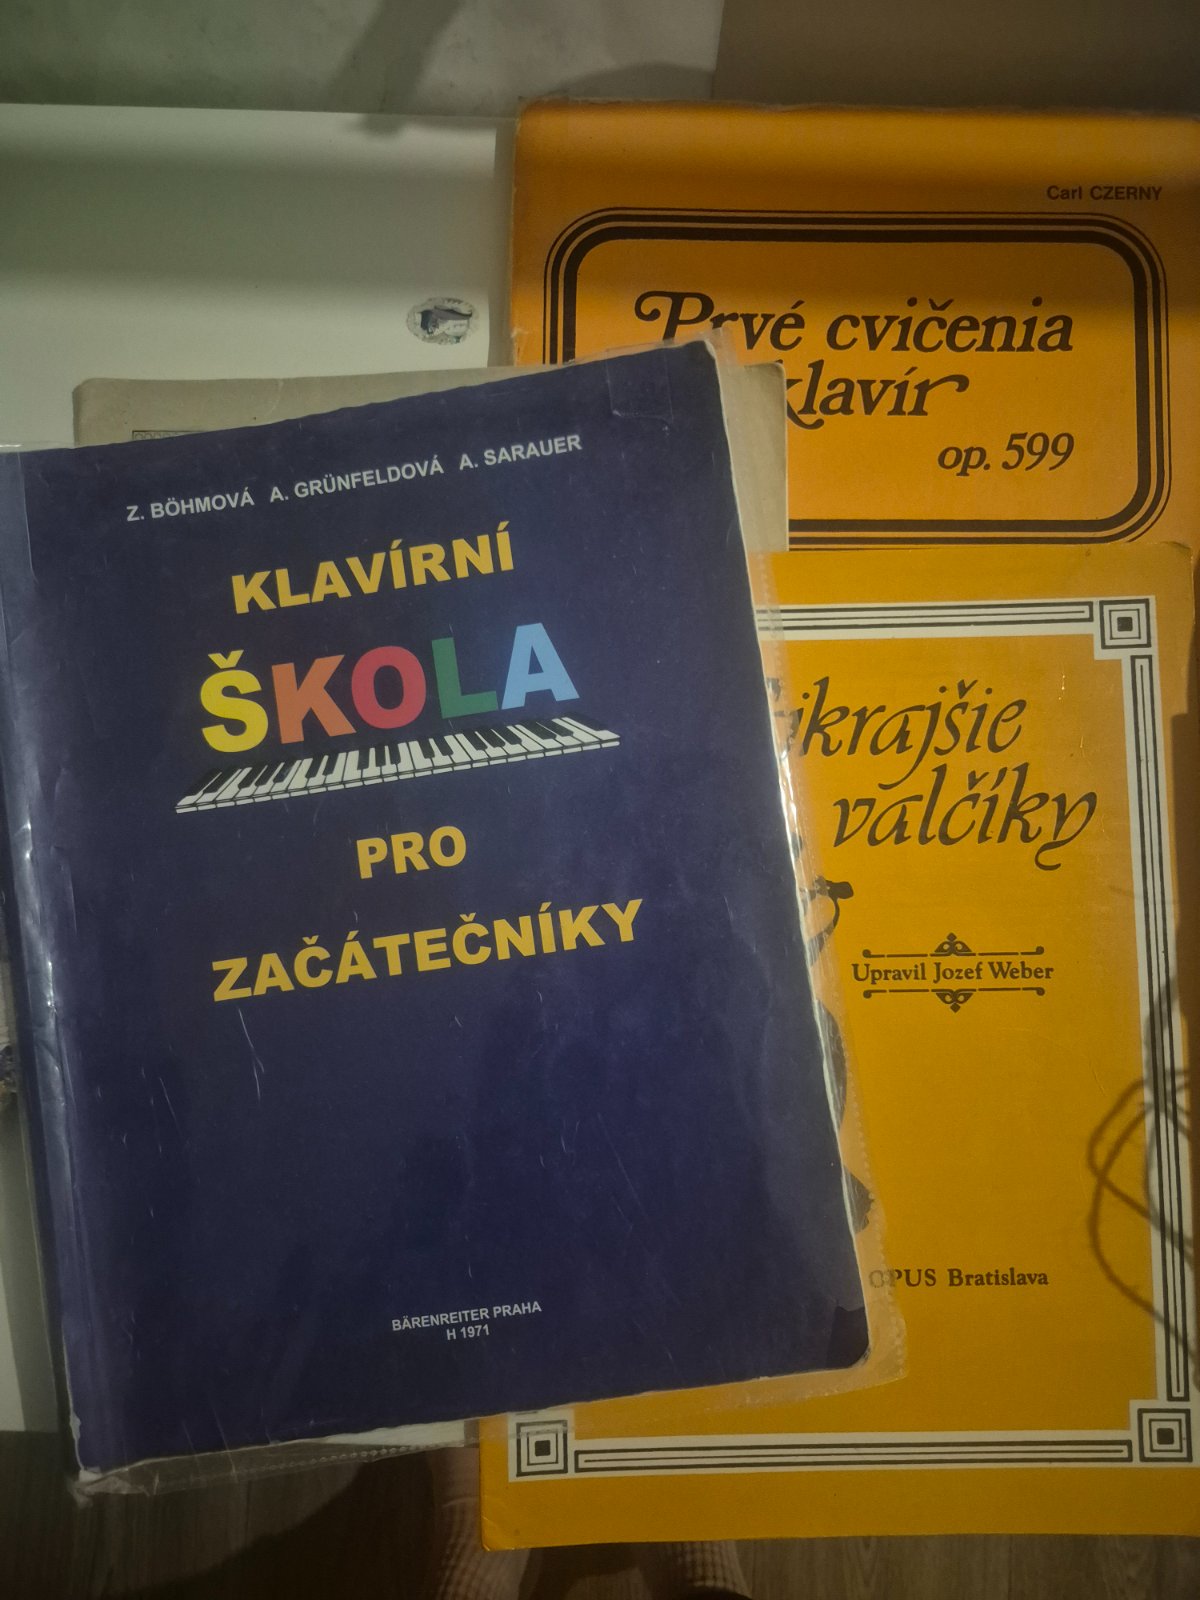 Carl CZERNY
Prvé cvičenia
klavír
op. 599
Z. BÖHMOVÁ A. GRÜNFELDOVÁ A. SARAUER
KLAVÍRNÍ
ŠKOLA
PRO
ZAČÁTEČNÍKY
BÄRENREITER PRAHA
H 1971
krajšie
valčíky
Upravil Jozef Weber
OPUS Bratislava